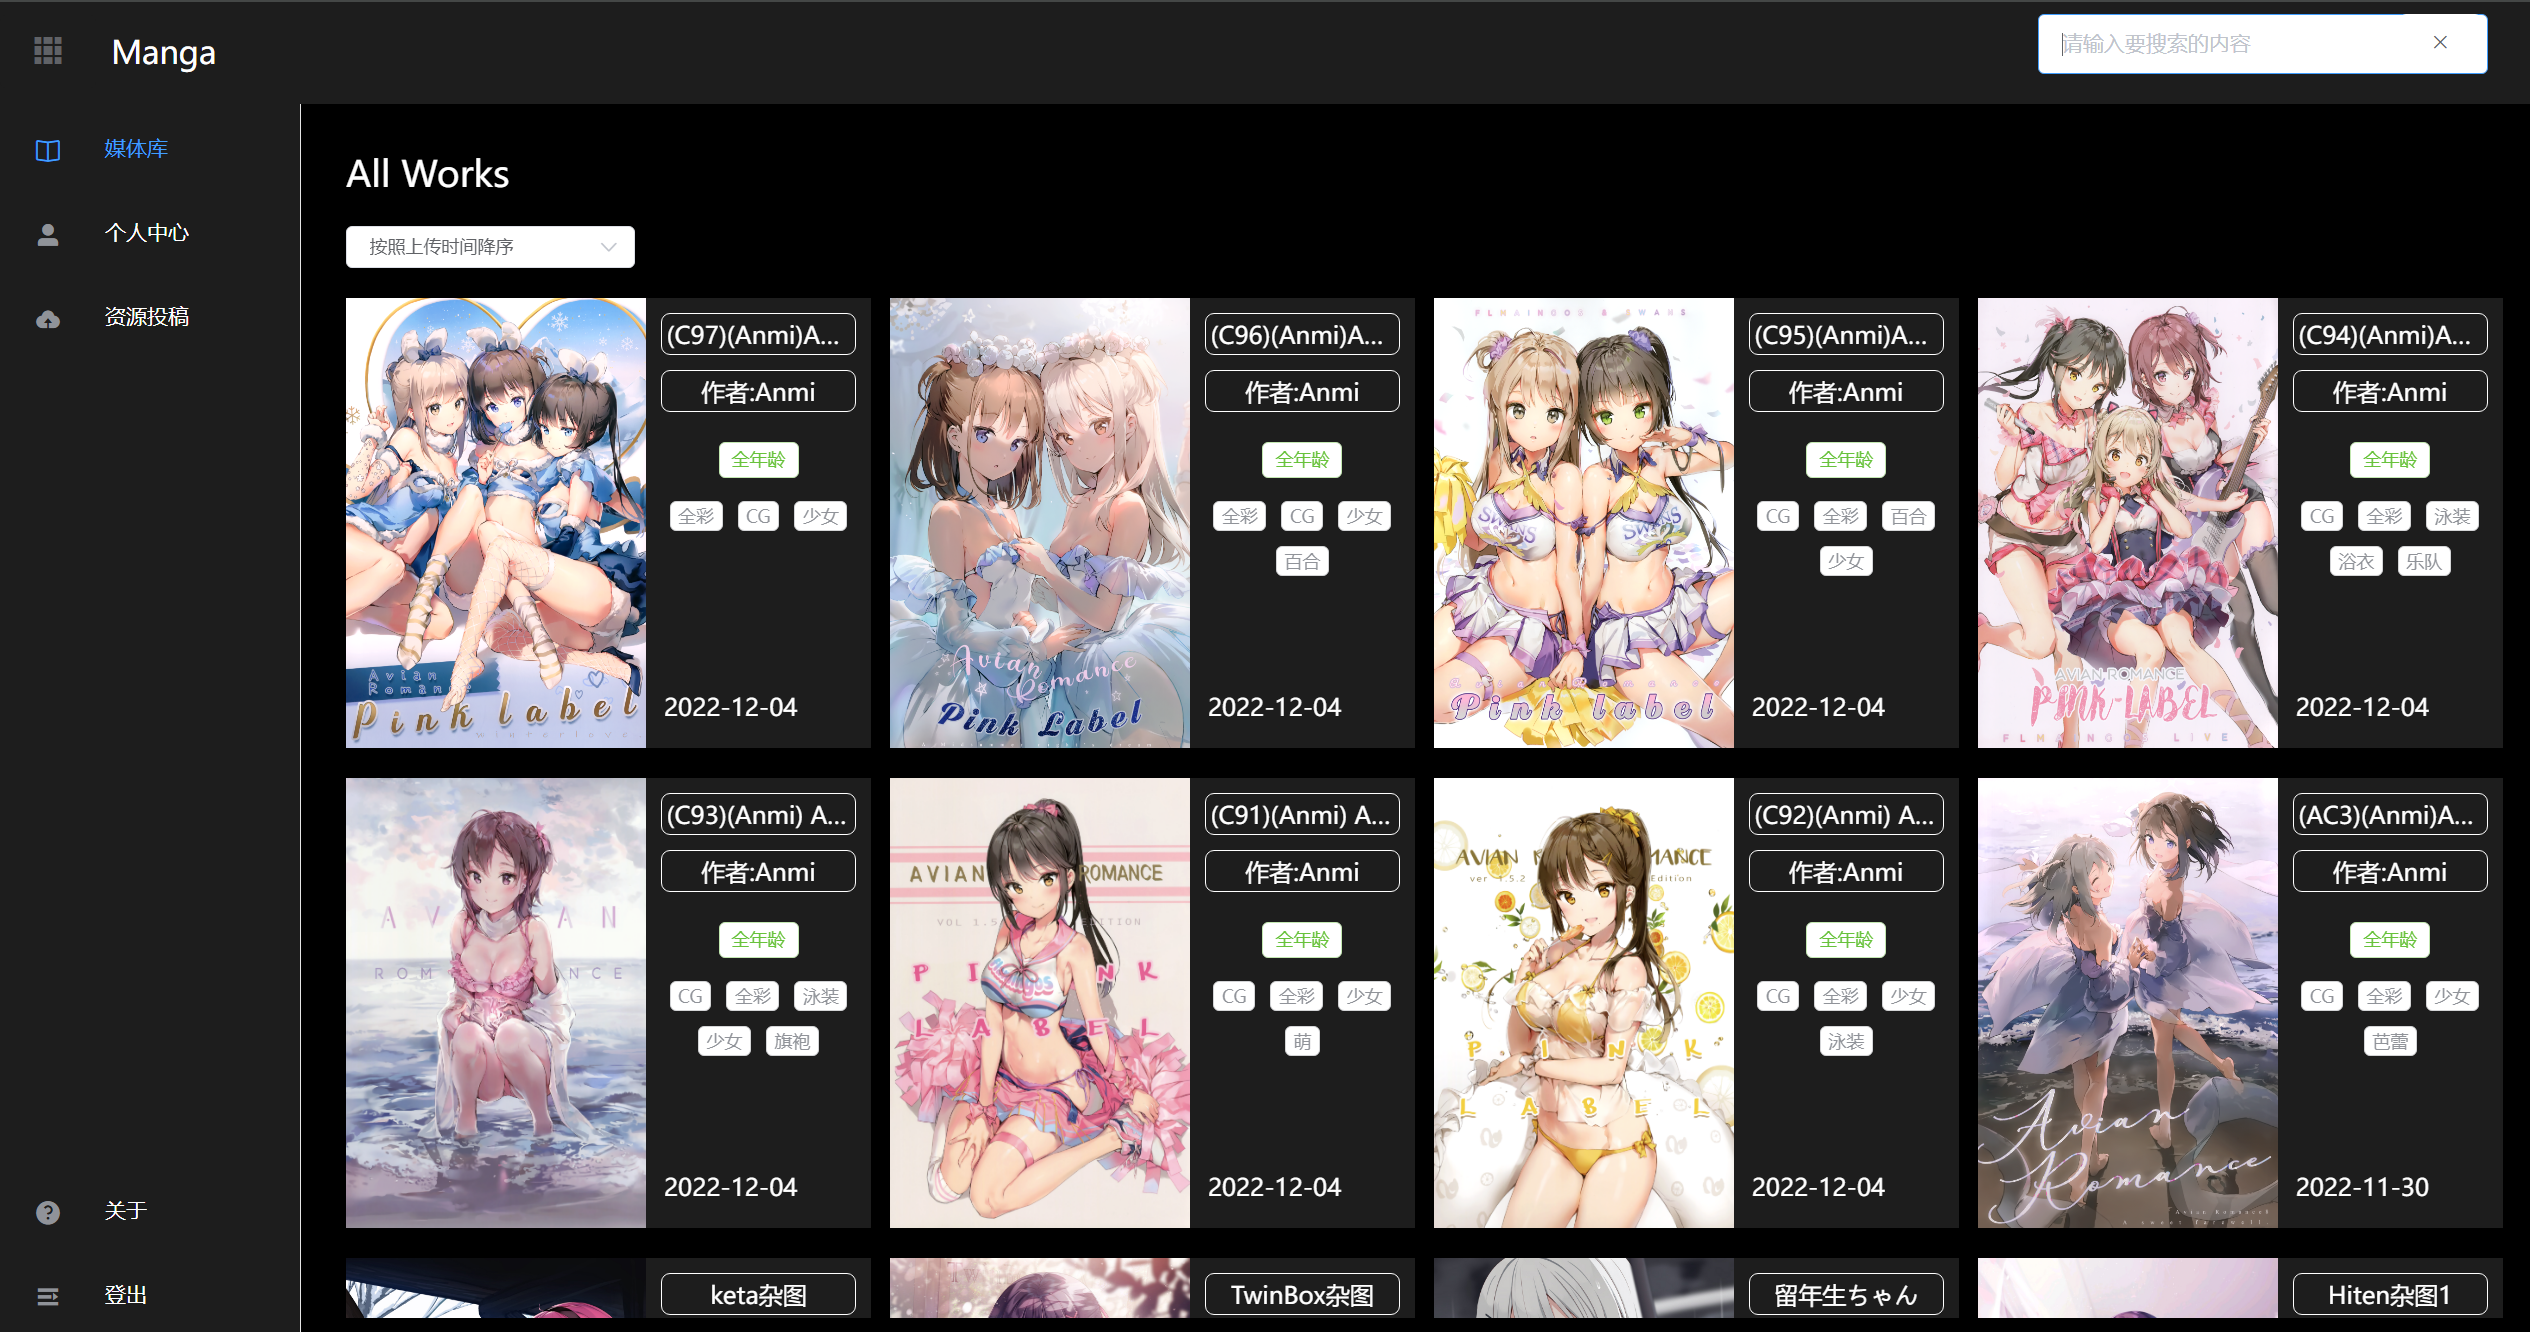 Manga
请输入要搜索的内容
媒体库
个人中心
资源投稿
关于
登出
All Works
按照上传时间降序
Avian
Pink label
winterlove.
(C97)(Anmi)A...
作者:Anmi
全年龄
全彩 CG 少女
2022-12-04
Avian
Romance
Pink Label
(C96)(Anmi)A...
作者:Anmi
全年龄
全彩 CG 少女
百合
2022-12-04
SWANS
SWANS
Avian Romance
Pink label
(C95)(Anmi)A...
作者:Anmi
全年龄
CG 全彩 百合
少女
2022-12-04
AVIAN ROMANCE
PINK-LABEL
(C94)(Anmi)A...
作者:Anmi
全年龄
CG 全彩 泳装
浴衣 乐队
2022-12-04
(C93)(Anmi) A...
作者:Anmi
全年龄
CG 全彩 泳装
少女 旗袍
2022-12-04
AVIAN ROMANCE
PINK
LABEL
(C91)(Anmi) A...
作者:Anmi
全年龄
CG 全彩 少女
萌
2022-12-04
AVIAN
ver 1.5.2 Edition
PINK
LABEL
(C92)(Anmi) A...
作者:Anmi
全年龄
CG 全彩 少女
泳装
2022-12-04
Avian
Romance
(AC3)(Anmi)A...
作者:Anmi
全年龄
CG 全彩 少女
芭蕾
2022-11-30
keta杂图
TwinBox杂图
留年生ちゃん
Hiten杂图1